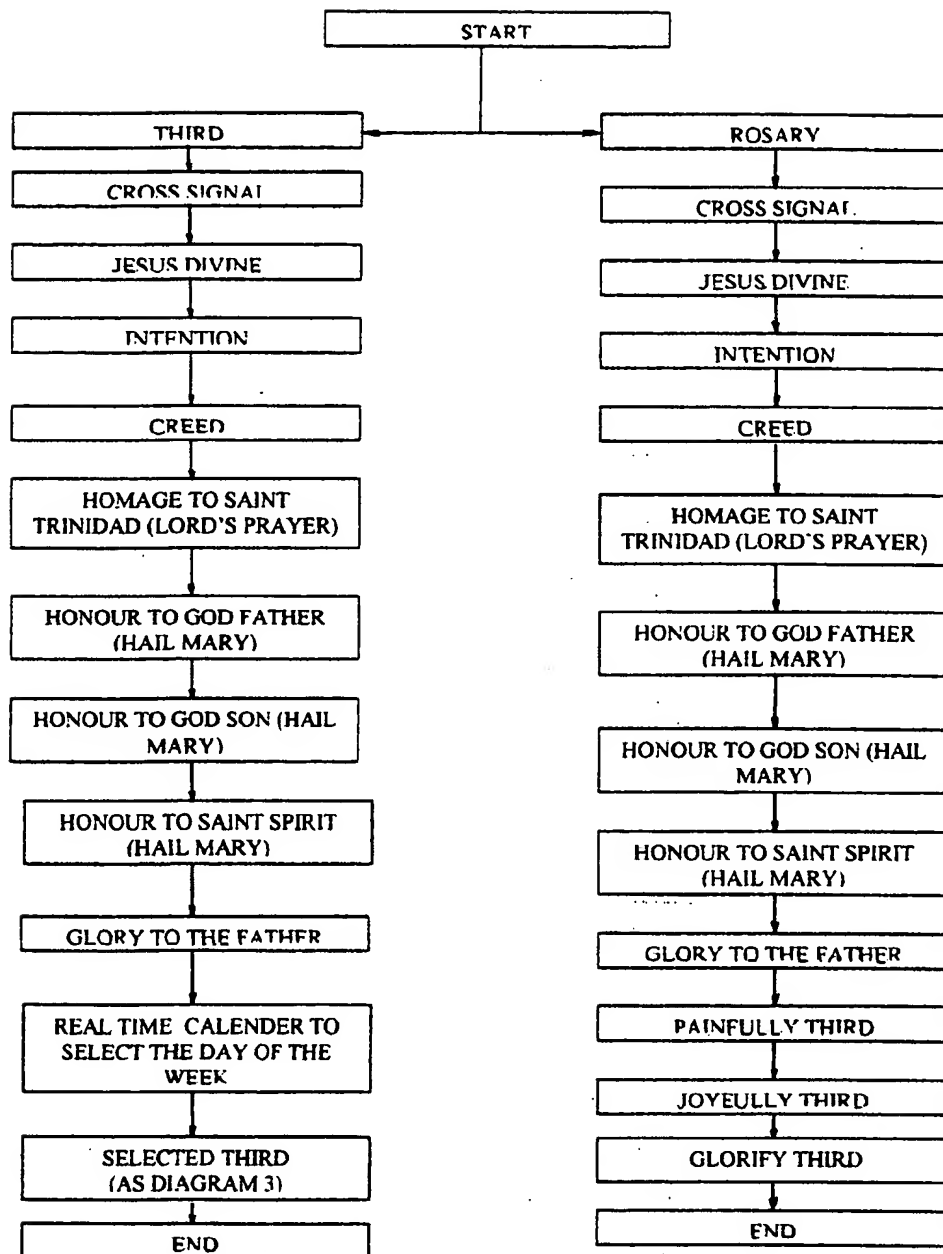 START
THIRD
CROSS SIGNAL
JESUS DIVINE
INTENTION
CREED
HOMAGE TO SAINT
TRINIDAD (LORD'S PRAYER)
HONOUR TO GOD FATHER
(HAIL MARY)
HONOUR TO GOD SON (HAIL
MARY)
HONOUR TO SAINT SPIRIT
(HAIL MARY)
GLORY TO THE FATHER
REAL TIME CALENDER TO
SELECT THE DAY OF THE
WEEK
SELECTED THIRD
(AS DIAGRAM 3)
END
ROSARY
CROSS SIGNAL
JESUS DIVINE
INTENTION
CREED
HOMAGE TO SAINT
TRINIDAD (LORD'S PRAYER)
HONOUR TO GOD FATHER
(HAIL MARY)
HONOUR TO GOD SON (HAIL
MARY)
HONOUR TO SAINT SPIRIT
(HAIL MARY)
GLORY TO THE FATHER
PAINFULLY THIRD
JOYEULLY THIRD
GLORIFY THIRD
END